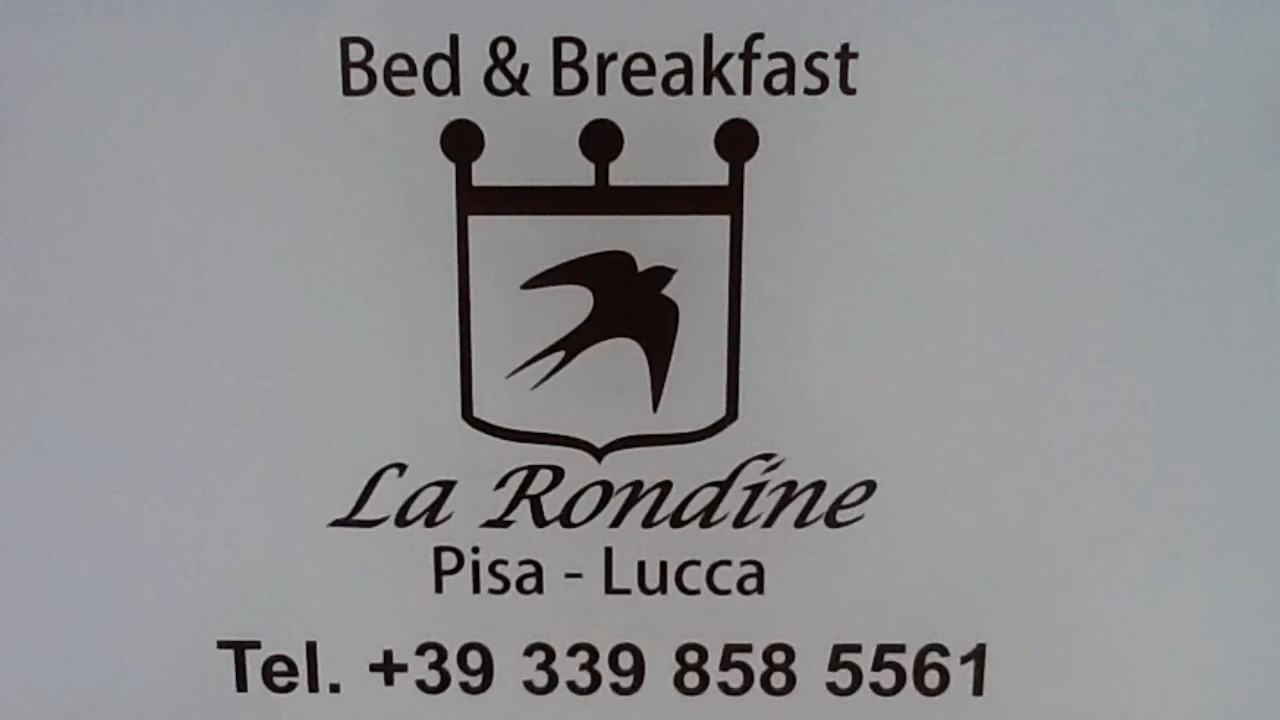 Bed & Breakfast
La Rondine
Pisa - Lucca
Tel. +39 339 858 5561